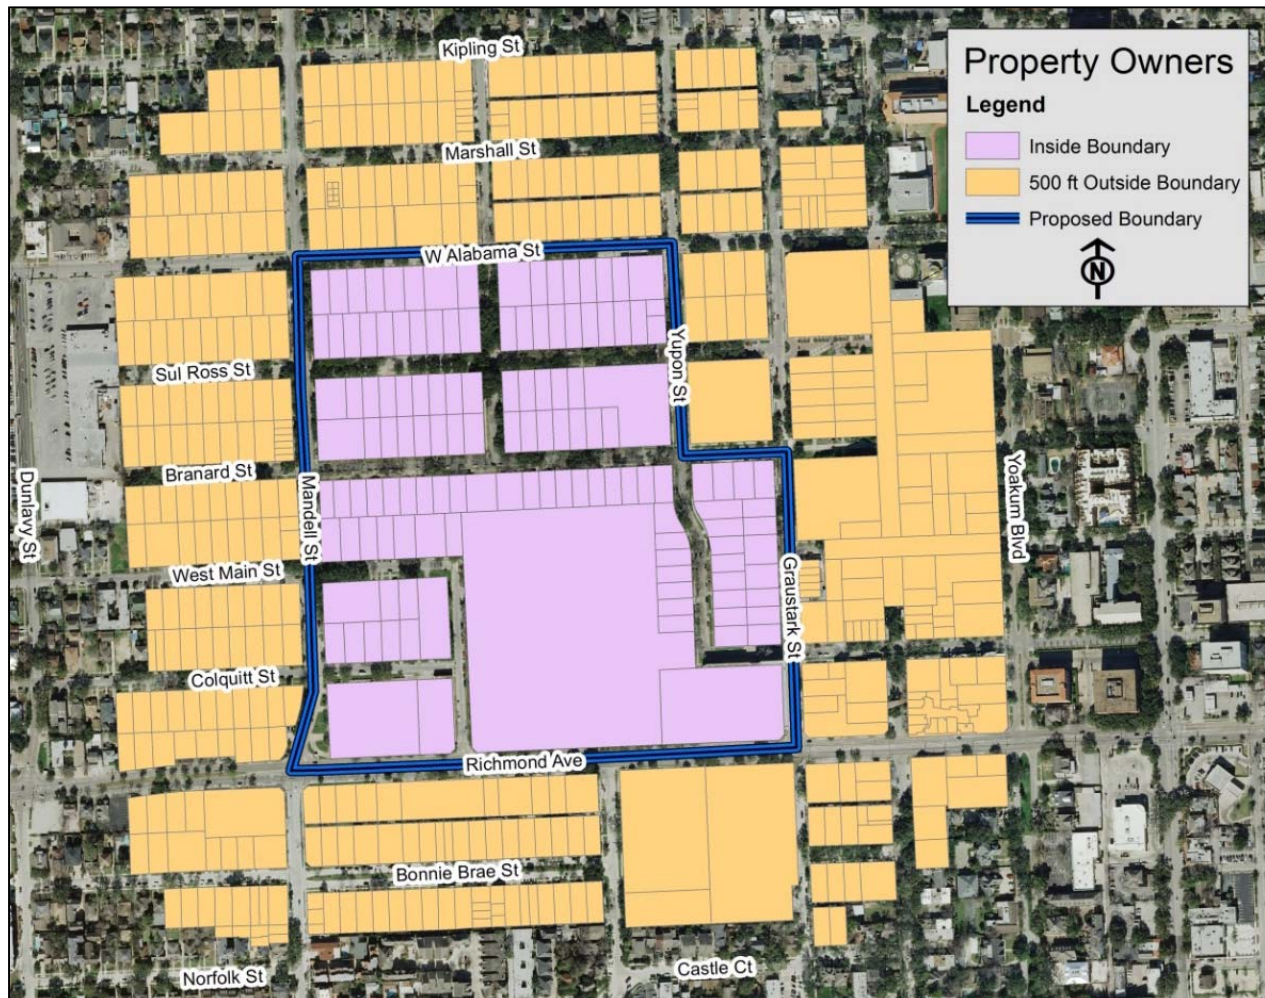 Kipling St
Property Owners
Legend
Inside Boundary
500 ft Outside Boundary
Proposed Boundary
N
Marshall St
W Alabama St
Yupon St
Sul Ross St
Branard St
Dunlavy St
Mandell St
Yoakum Blvd
West Main St
Graustark St
Colquitt St
Richmond Ave
Bonnie Brae St
Norfolk St
Castle Ct